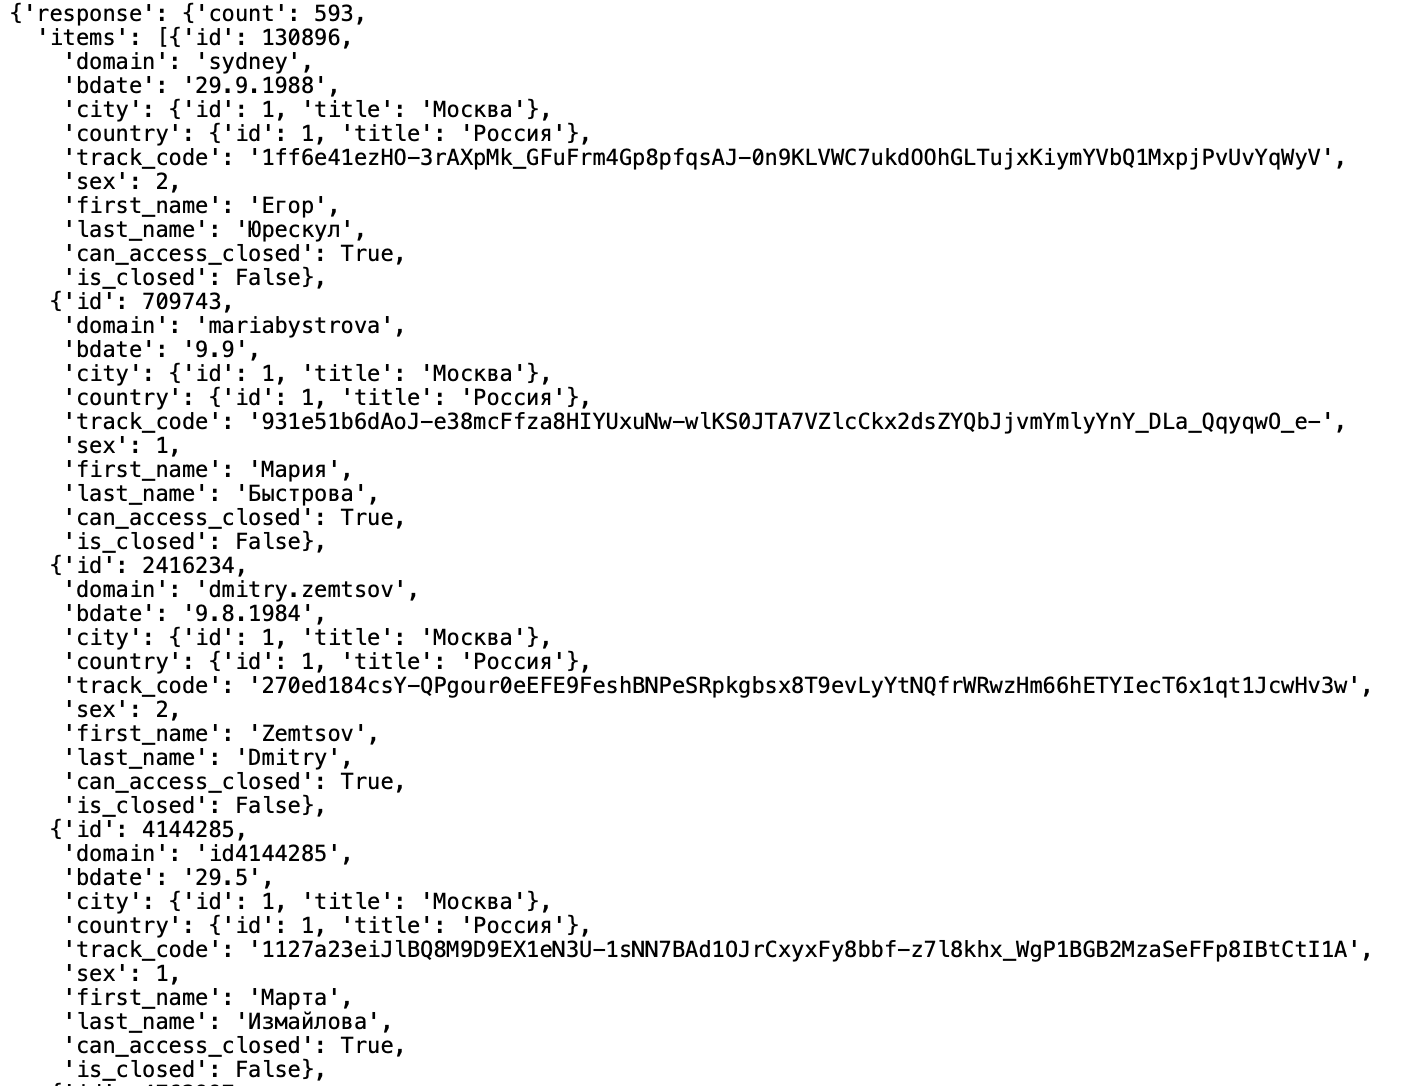 {'response': {'count': 593,
'items': [{'id': 130896,
'domain': 'sydney',
'bdate': '29.9.1988',
'city': {'id': 1, 'title': 'Москва'},
'country': {'id': 1, 'title': 'Россия'},
'track_code': '1ff6e41ezHO-3rAXpMk_GFuFrm4Gp8pfqsAJ-0n9KLVWC7ukdOOhGLTujxKiymYVbQ1MxpjPvUvYqWyV',
'sex': 2,
'first_name': 'Егор',
'last_name': 'Юрескул',
'can_access_closed': True,
'is_closed': False},
{'id': 709743,
'domain': 'mariabystrova',
'bdate': '9.9',
'city': {'id': 1, 'title': 'Москва'},
'country': {'id': 1, 'title': 'Россия'},
'track_code': '931e51b6dAoJ-e38mcFfza8HIYUxuNw-wlKS0JTA7VZlcCkx2dsZYQbJjvmYmlyYnY_DLa_QqyqwO_e-',
'sex': 1,
'first_name': 'Мария',
'last_name': 'Быстрова',
'can_access_closed': True,
'is_closed': False},
{'id': 2416234,
'domain': 'dmitry.zemtsov',
'bdate': '9.8.1984',
'city': {'id': 1, 'title': 'Москва'},
'country': {'id': 1, 'title': 'Россия'},
'track_code': '270ed184csY-QPgour0eEFE9FeshBNPeSRpkgbsx8T9evLyYtNQfrWRwzHm66hETYIecT6x1qt1JcwHv3w',
'sex': 2,
'first_name': 'Zemtsov',
'last_name': 'Dmitry',
'can_access_closed': True,
'is_closed': False},
{'id': 4144285,
'domain': 'id4144285',
'bdate': '29.5',
'city': {'id': 1, 'title': 'Москва'},
'country': {'id': 1, 'title': 'Россия'},
'track_code': '1127a23eiJlBQ8M9D9EX1eN3U-1sNN7BAd1OJrCxyxFy8bbf-z7l8khx_WgP1BGB2MzaSeFFp8IBtCtI1A',
'sex': 1,
'first_name': 'Марта',
'last_name': 'Измайлова',
'can_access_closed': True,
'is_closed': False},